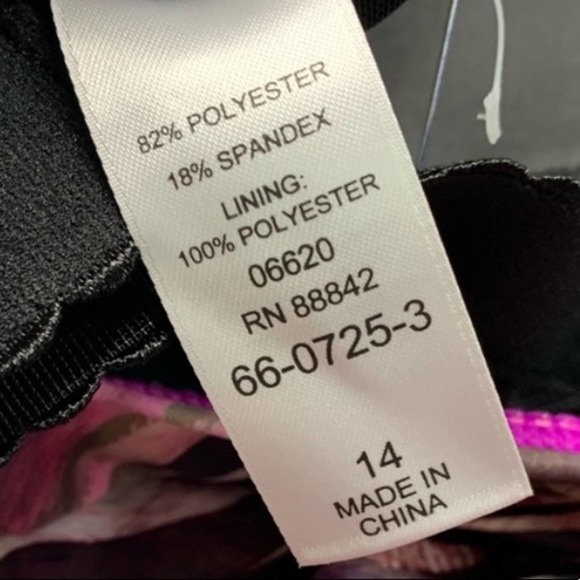 82% POLYESTER
18% SPANDEX
LINING:
100% POLYESTER
06620
RN 88842
66-0725-3
14
MADE IN
CHINA